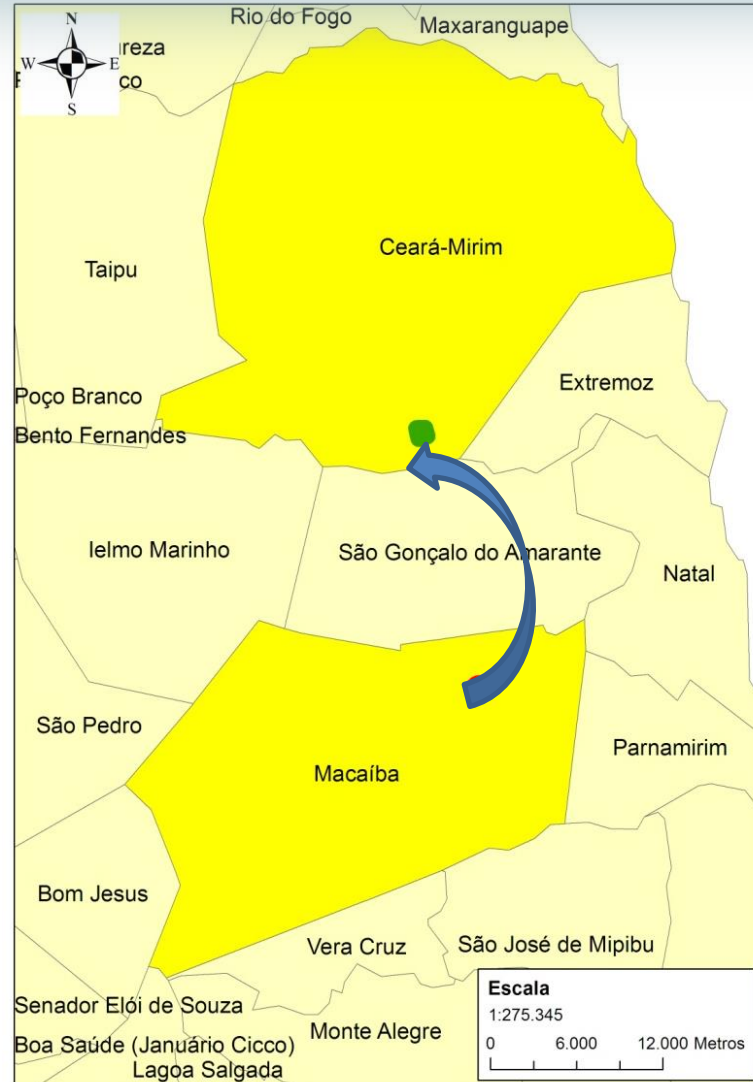 Rio do Fogo
Maxaranguape
N
W E
S
Ceará-Mirim
Taipu
Extremoz
Poço Branco
Bento Fernandes
Ielmo Marinho
São Gonçalo do Amarante
Natal
São Pedro
Macaíba
Parnamirim
Bom Jesus
Vera Cruz
São José de Mipibu
Senador Elói de Souza
Boa Saúde (Januário Cicco)
Monte Alegre
Lagoa Salgada
Escala
1:275.345
0 6.000 12.000 Metros